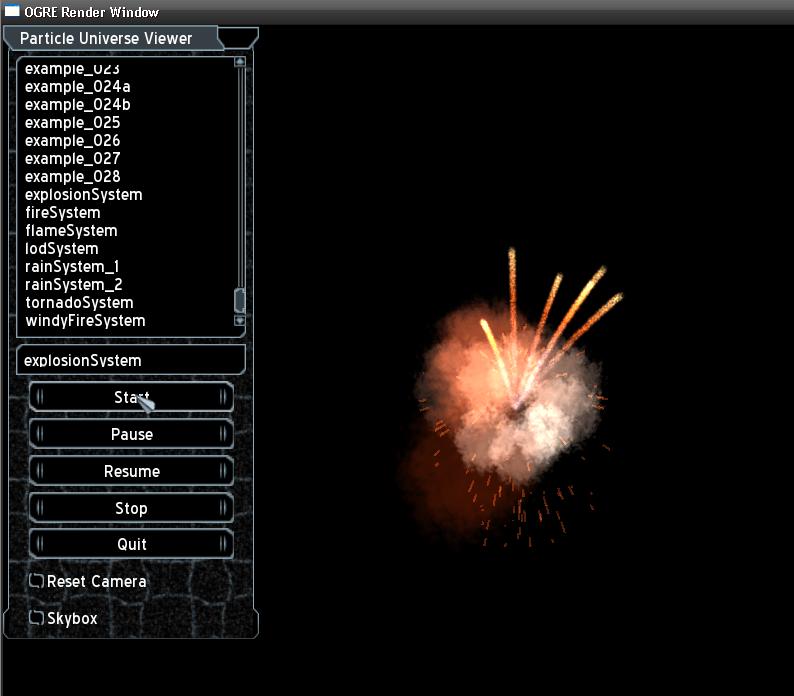 OGRE Render Window
Particle Universe Viewer
example_023
example_024a
example_024b
example_025
example_026
example_027
example_028
explosionSystem
fireSystem
flameSystem
lodSystem
rainSystem_1
rainSystem_2
tornadoSystem
windyFireSystem
explosionSystem
Start
Pause
Resume
Stop
Quit
Reset Camera
Skybox